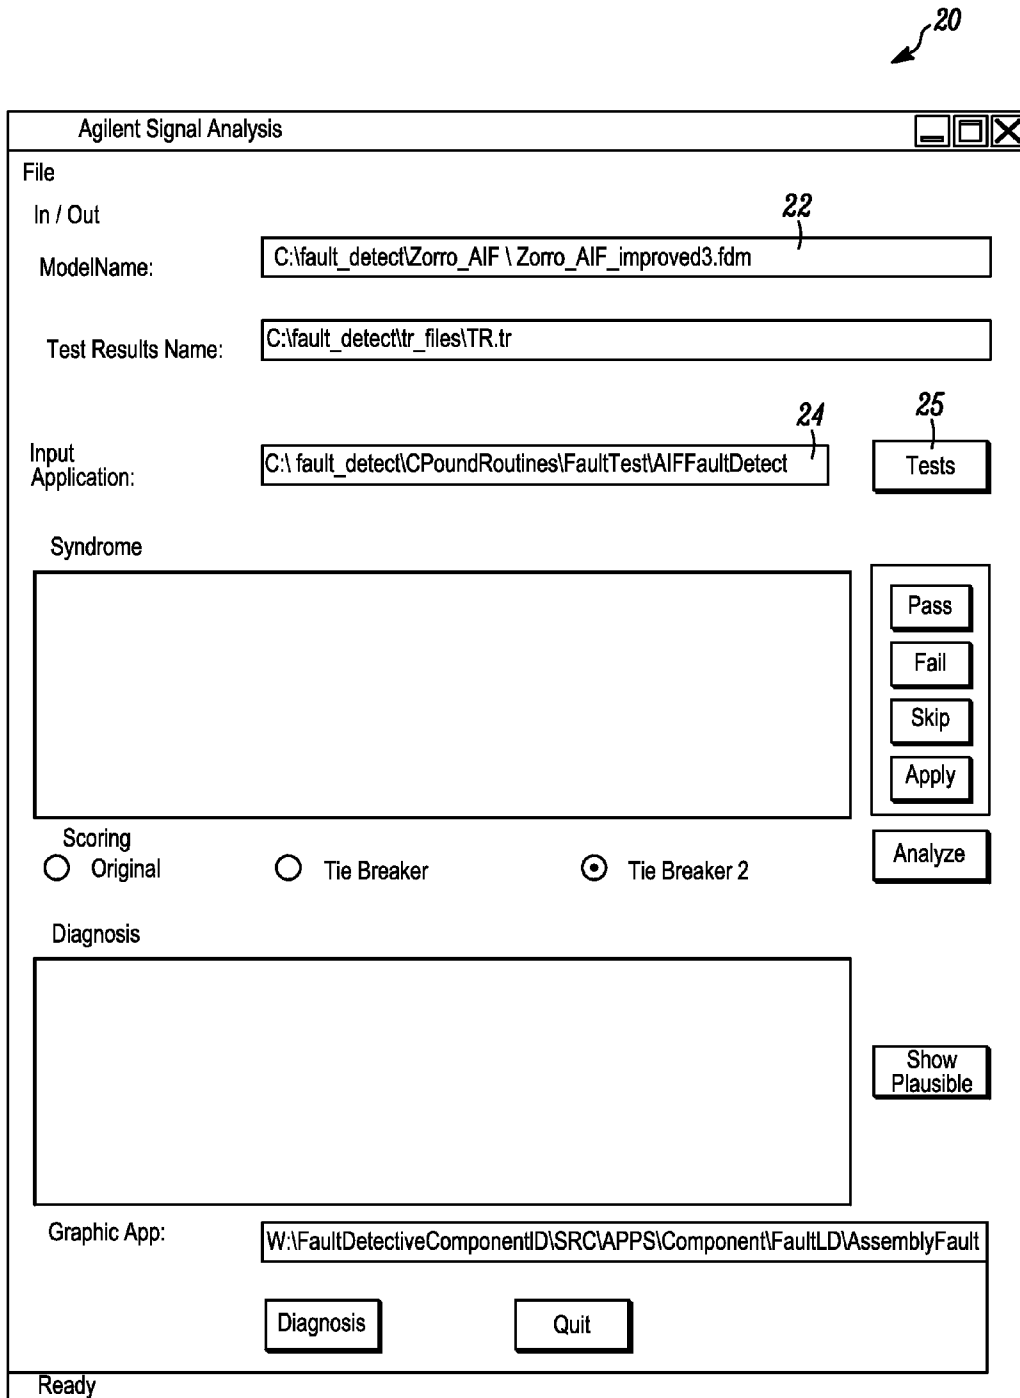 20
Agilent Signal Analysis
File
In / Out
22
ModelName:
C:\fault_detect\Zorro_AIF \ Zorro_AIF_improved3.fdm
Test Results Name:
C:\fault_detect\tr_files\TR.tr
24
25
Input
Application:
C:\ fault_detect\CPoundRoutines\FaultTest\AIFFaultDetect
Tests
Syndrome
Pass
Fail
Skip
Apply
Scoring
Original
Tie Breaker
Tie Breaker 2
Analyze
Diagnosis
Show
Plausible
Graphic App:
W:\FaultDetectiveComponentID\SRC\APPS\Component\FaultLD\AssemblyFault
Diagnosis
Quit
Ready